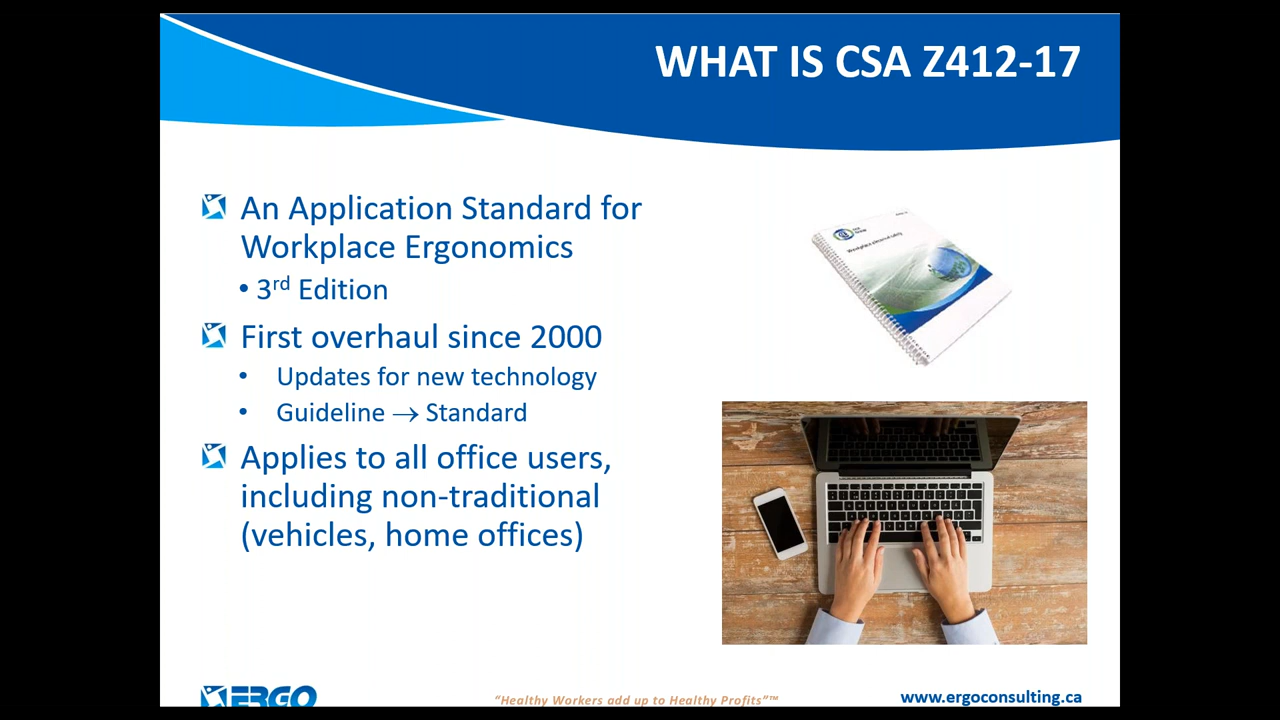 WHAT IS CSA Z412-17
An Application Standard for
Workplace Ergonomics
• 3rd Edition
First overhaul since 2000
• Updates for new technology
• Guideline → Standard
Applies to all office users,
including non-traditional
(vehicles, home offices)
ERGO
“Healthy Workers add up to Healthy Profits”™
www.ergoconsulting.ca